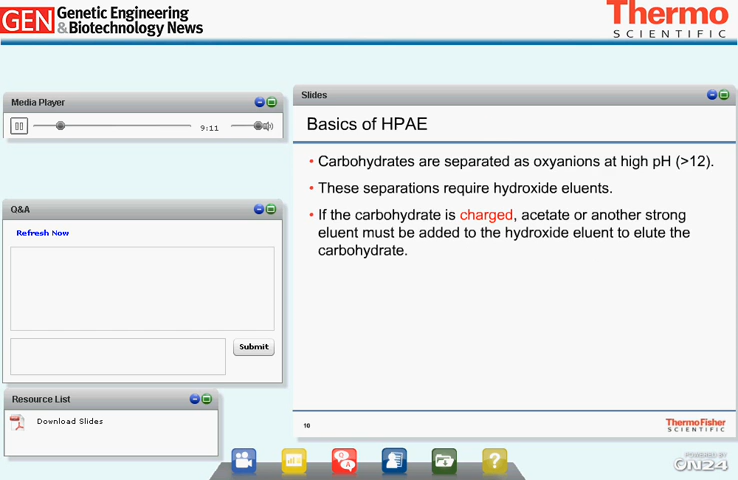 GEN Genetic Engineering
& Biotechnology News
Thermo
SCIENTIFIC
Media Player
9:11
Slides
Basics of HPAE
• Carbohydrates are separated as oxyanions at high pH (>12).
• These separations require hydroxide eluents.
• If the carbohydrate is charged, acetate or another strong
eluent must be added to the hydroxide eluent to elute the
carbohydrate.
Q&A
Refresh Now
Submit
Resource List
Download Slides
10
ThermoFisher
SCIENTIFIC
Q
A
?
POWERED BY
ON24